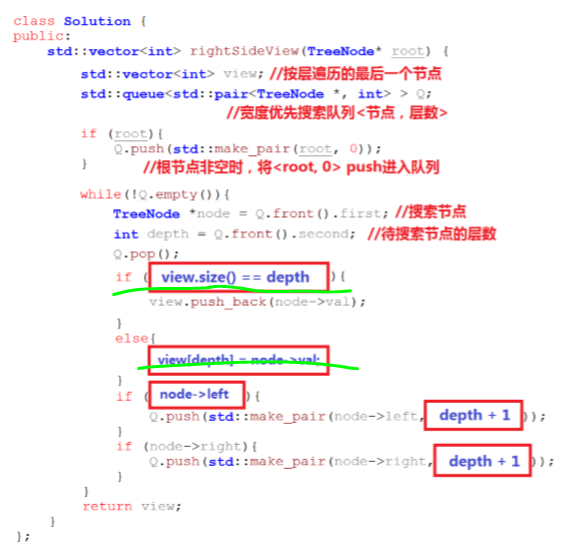 class Solution {
public:
    std::vector<int> rightSideView(TreeNode* root) {
        std::vector<int> view; //按层遍历的最后一个节点
        std::queue<std::pair<TreeNode *, int> > Q;
                //宽度优先搜索队列<节点，层数>
        if (root){
            Q.push(std::make_pair(root, 0));
        } //根节点非空时，将<root, 0> push进入队列
        while(!Q.empty()){
            TreeNode *node = Q.front().first; //搜索节点
            int depth = Q.front().second; //待搜索节点的层数
            Q.pop();
            if ( view.size() == depth ){
                view.push_back(node->val);
            }
            else{
                view[depth] = node->val;
            }
            if ( node->left ){
                Q.push(std::make_pair(node->left, depth + 1 ));
            }
            if (node->right){
                Q.push(std::make_pair(node->right, depth + 1 ));
            }
        }
        return view;
    }
};